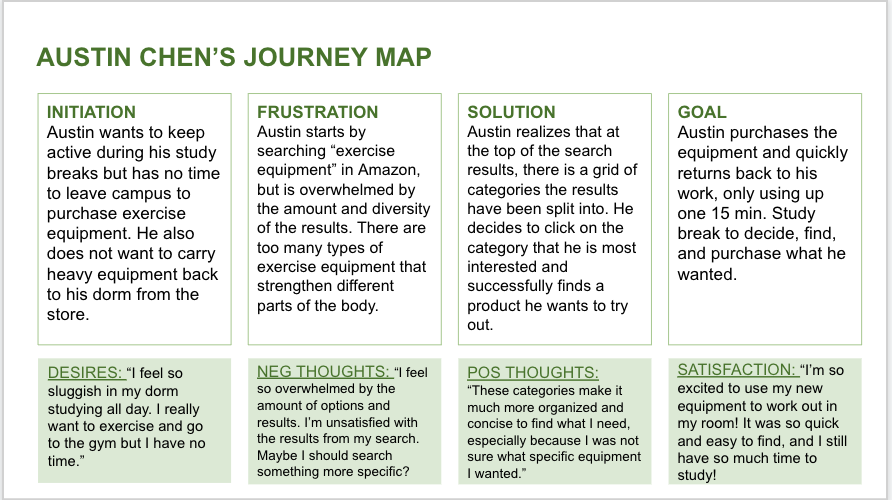 AUSTIN CHEN’S JOURNEY MAP
INITIATION
Austin wants to keep
active during his study
breaks but has no time
to leave campus to
purchase exercise
equipment. He also
does not want to carry
heavy equipment back
to his dorm from the
store.
FRUSTRATION
Austin starts by
searching “exercise
equipment” in Amazon,
but is overwhelmed by
the amount and diversity
of the results. There are
too many types of
exercise equipment that
strengthen different
parts of the body.
SOLUTION
Austin realizes that at
the top of the search
results, there is a grid of
categories the results
have been split into. He
decides to click on the
category that he is most
interested and
successfully finds a
product he wants to try
out.
GOAL
Austin purchases the
equipment and quickly
returns back to his
work, only using up
one 15 min. Study
break to decide, find,
and purchase what he
wanted.
DESIRES: “I feel so
sluggish in my dorm
studying all day. I really
want to exercise and go
to the gym but I have no
time.”
NEG THOUGHTS: “I feel
so overwhelmed by the
amount of options and
results. I’m unsatisfied with
the results from my search.
Maybe I should search
something more specific?
POS THOUGHTS:
“These categories make it
much more organized and
concise to find what I need,
especially because I was not
sure what specific equipment
I wanted.”
SATISFACTION: “I’m so
excited to use my new
equipment to work out in
my room! It was so quick
and easy to find, and I still
have so much time to
study!